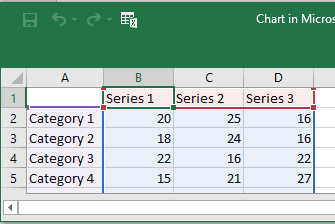 Chart in Micros
A B C D
1 Series 1 Series 2 Series 3
2 Category 1 20 25 16
3 Category 2 18 24 16
4 Category 3 22 16 22
5 Category 4 15 21 27